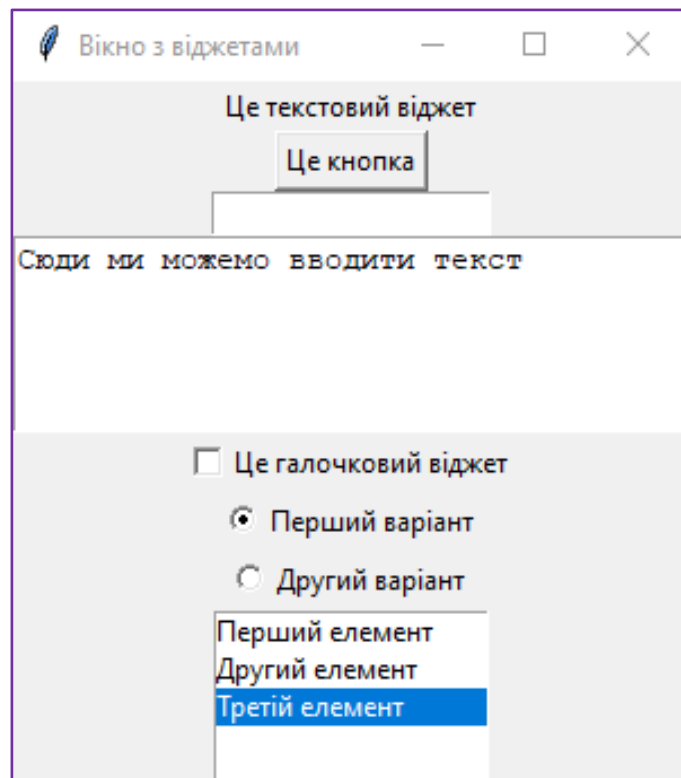 Вікно з віджетами
Це текстовий віджет
Це кнопка
Сюди ми можемо вводити текст
Це галочковий віджет
Перший варіант
Другий варіант
Перший елемент
Другий елемент
Третій елемент